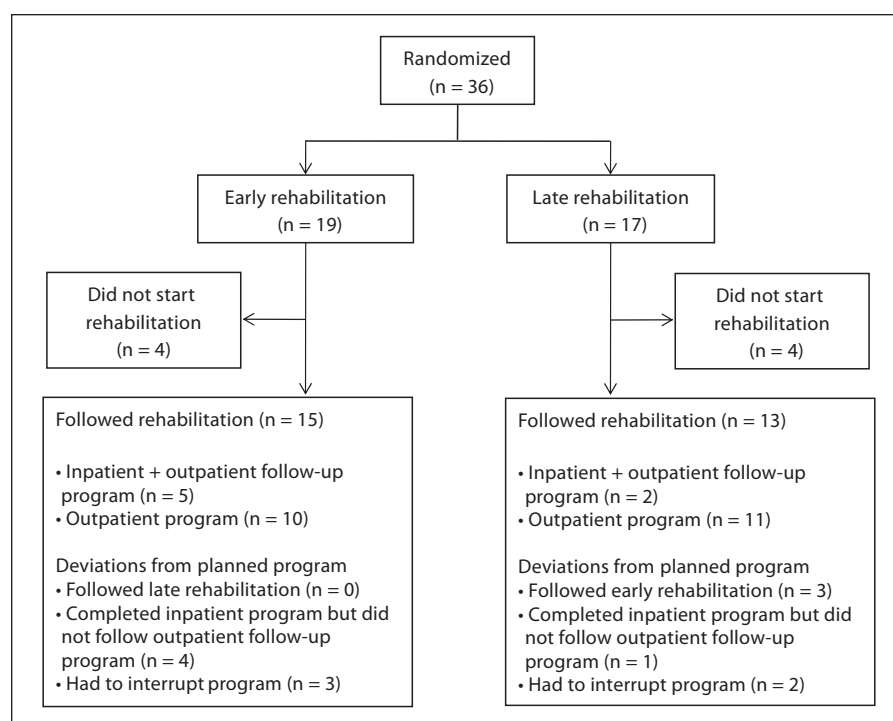 Randomized
(n = 36)
Early rehabilitation
(n = 19)
Late rehabilitation
(n = 17)
Did not start
rehabilitation
(n = 4)
Did not start
rehabilitation
(n = 4)
Followed rehabilitation (n = 15)
• Inpatient + outpatient follow-up
program (n = 5)
• Outpatient program (n = 10)
Deviations from planned program
• Followed late rehabilitation (n = 0)
• Completed inpatient program but did
not follow outpatient follow-up
program (n = 4)
• Had to interrupt program (n = 3)
Followed rehabilitation (n = 13)
• Inpatient + outpatient follow-up
program (n = 2)
• Outpatient program (n = 11)
Deviations from planned program
• Followed early rehabilitation (n = 3)
• Completed inpatient program but did
not follow outpatient follow-up
program (n = 1)
• Had to interrupt program (n = 2)